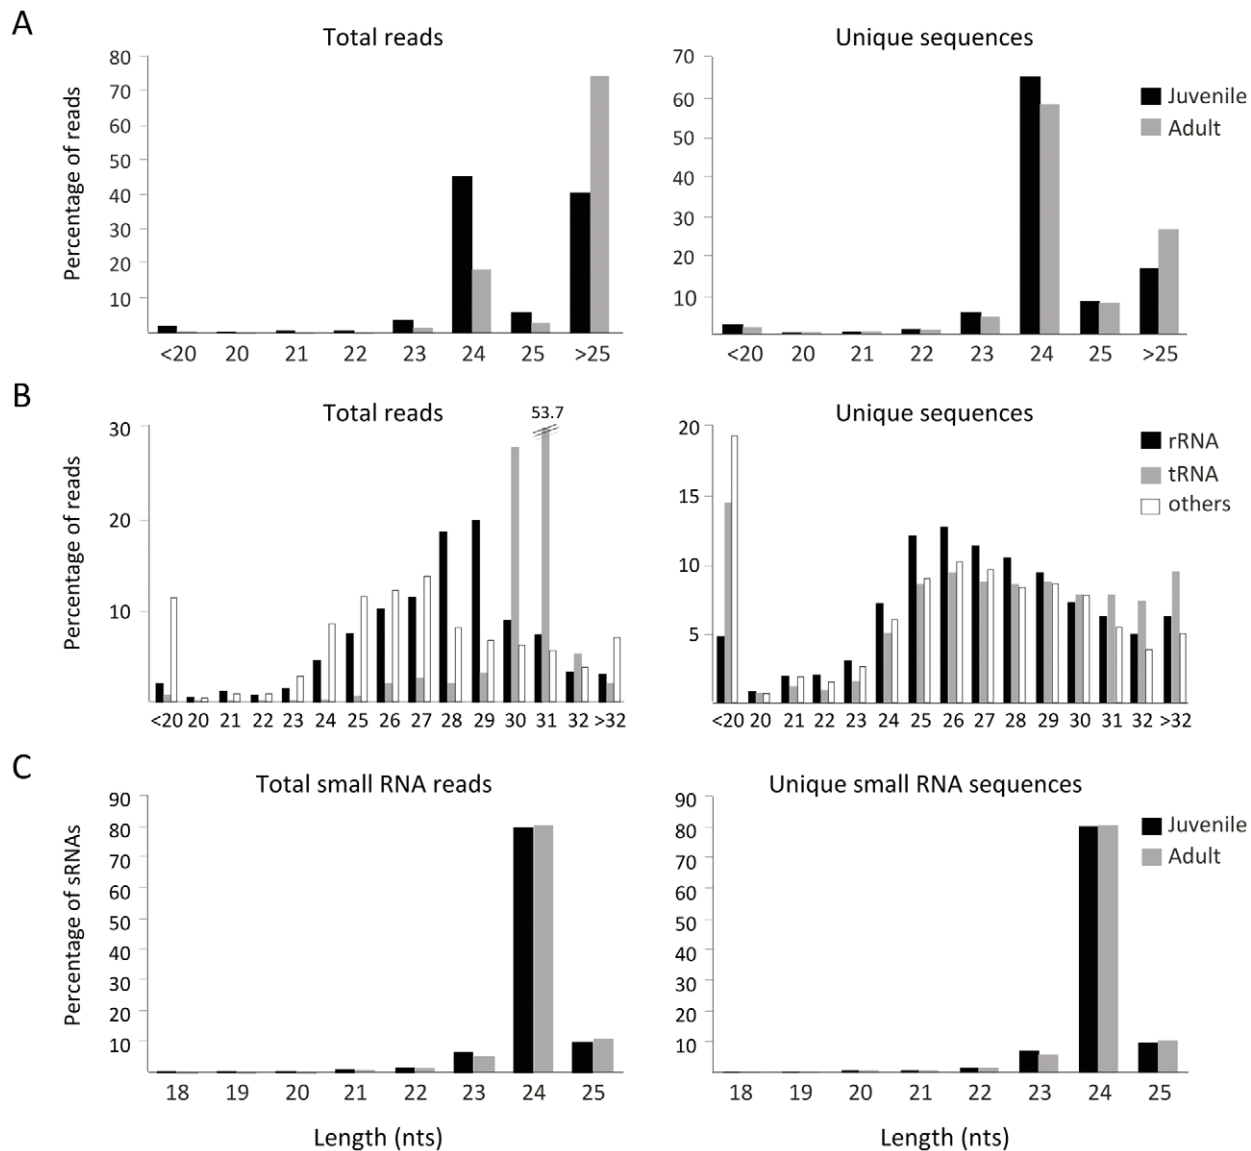 A
Total reads
Unique sequences
80
70
60
50
40
30
20
10
Percentage of reads
<20 20 21 22 23 24 25 >25
70
60
50
40
30
20
10
<20 20 21 22 23 24 25 >25
Juvenile
Adult
B
Total reads
53.7
Unique sequences
30
20
10
Percentage of reads
<20 20 21 22 23 24 25 26 27 28 29 30 31 32 >32
20
15
10
5
<20 20 21 22 23 24 25 26 27 28 29 30 31 32 >32
rRNA
tRNA
others
C
Total small RNA reads
Unique small RNA sequences
90
80
70
60
50
40
30
20
10
Percentage of sRNAs
18 19 20 21 22 23 24 25
Length (nts)
90
80
70
60
50
40
30
20
10
18 19 20 21 22 23 24 25
Length (nts)
Juvenile
Adult